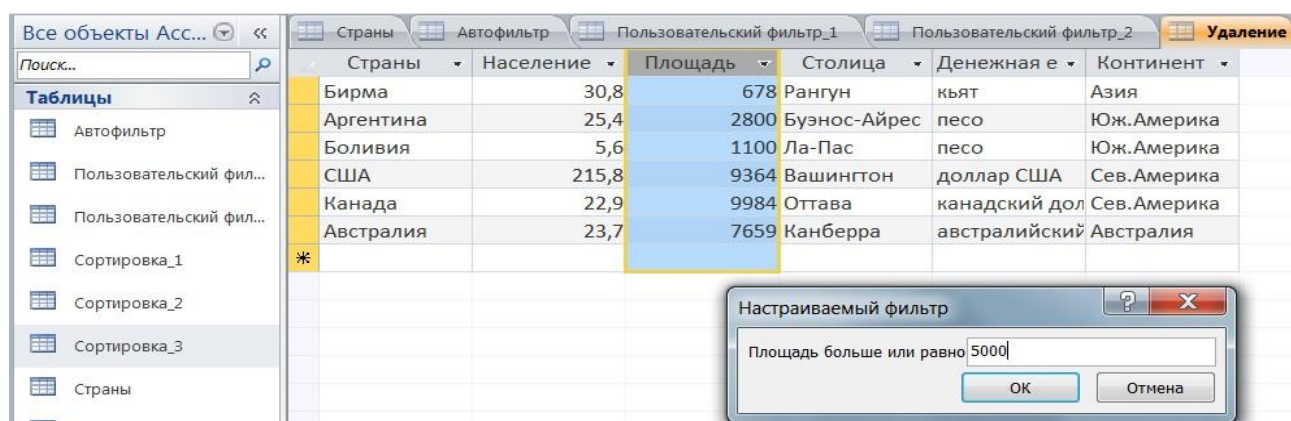 Все объекты Acc... «
Страны Автофильтр Пользовательский фильтр_1 Пользовательский фильтр_2 Удаление
Поиск...
Таблицы
Автофильтр
Пользовательский фил...
Пользовательский фил...
Сортировка_1
Сортировка_2
Сортировка_3
Страны
Страны Население Площадь Столица Денежная е Континент
Бирма 30,8 678 Рангун кьят Азия
Аргентина 25,4 2800 Буэнос-Айрес песо Юж.Америка
Боливия 5,6 1100 Ла-Пас песо Юж.Америка
США 215,8 9364 Вашингтон доллар США Сев.Америка
Канада 22,9 9984 Оттава канадский дол Сев.Америка
Австралия 23,7 7659 Канберра австралийский Австралия
Настраиваемый фильтр
Площадь больше или равно 5000
ОК Отмена